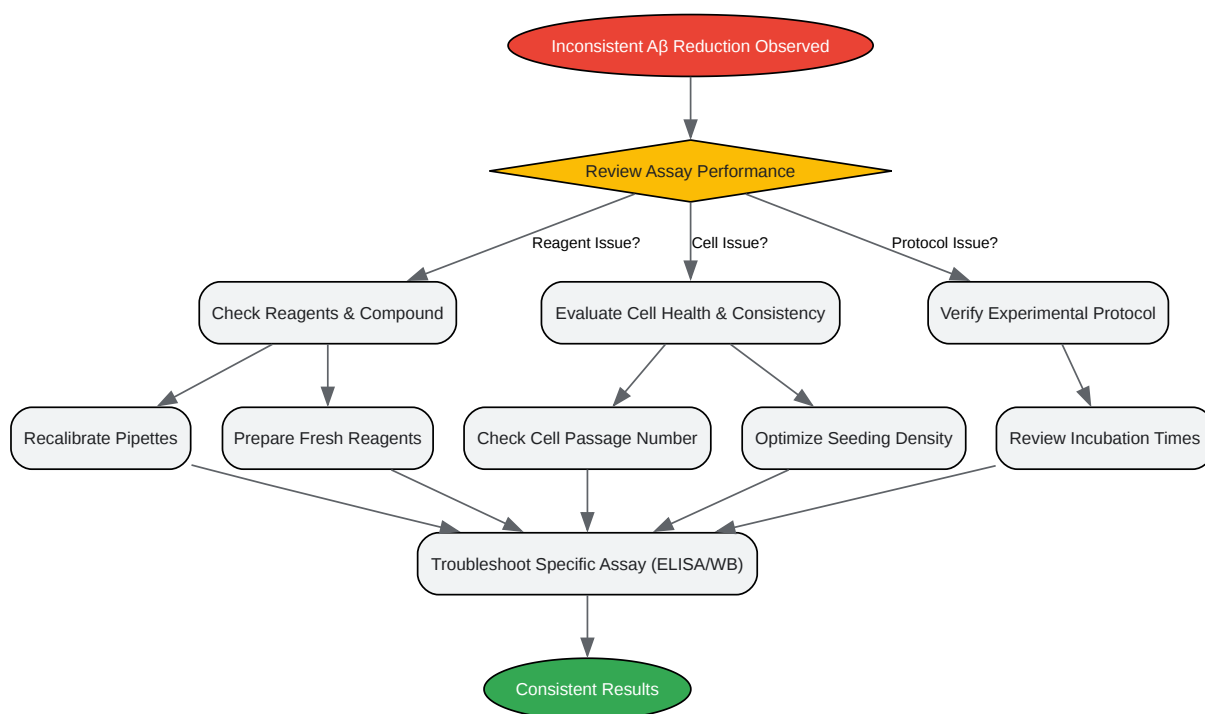 Inconsistent Aβ Reduction Observed
Review Assay Performance
Reagent Issue?
Cell Issue?
Protocol Issue?
Check Reagents & Compound
Evaluate Cell Health & Consistency
Verify Experimental Protocol
Recalibrate Pipettes
Prepare Fresh Reagents
Check Cell Passage Number
Optimize Seeding Density
Review Incubation Times
Troubleshoot Specific Assay (ELISA/WB)
Consistent Results